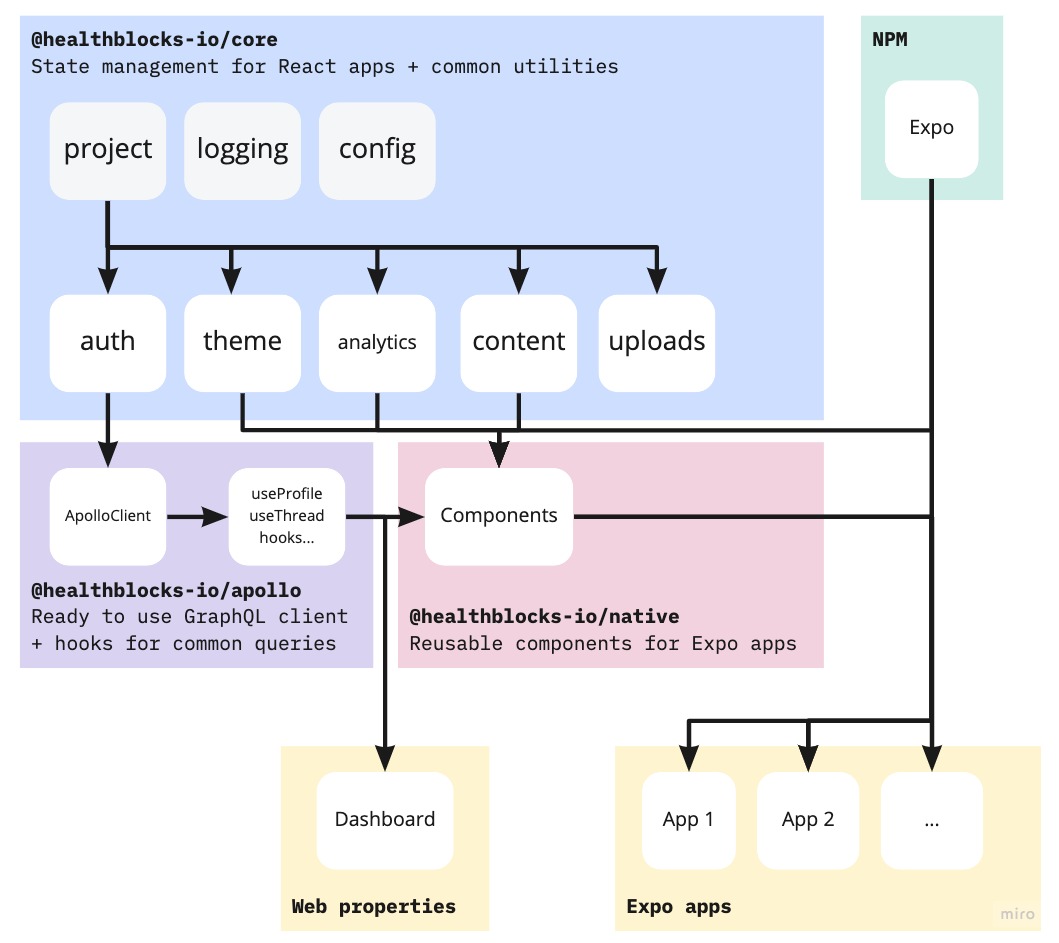 @healthblocks-io/core
State management for React apps + common utilities
NPM
project
logging
config
Expo
auth
theme
analytics
content
uploads
ApolloClient
useProfile
useThread
hooks...
Components
@healthblocks-io/apollo
Ready to use GraphQL client
+ hooks for common queries
@healthblocks-io/native
Reusable components for Expo apps
Dashboard
App 1
App 2
...
Web properties
Expo apps
miro